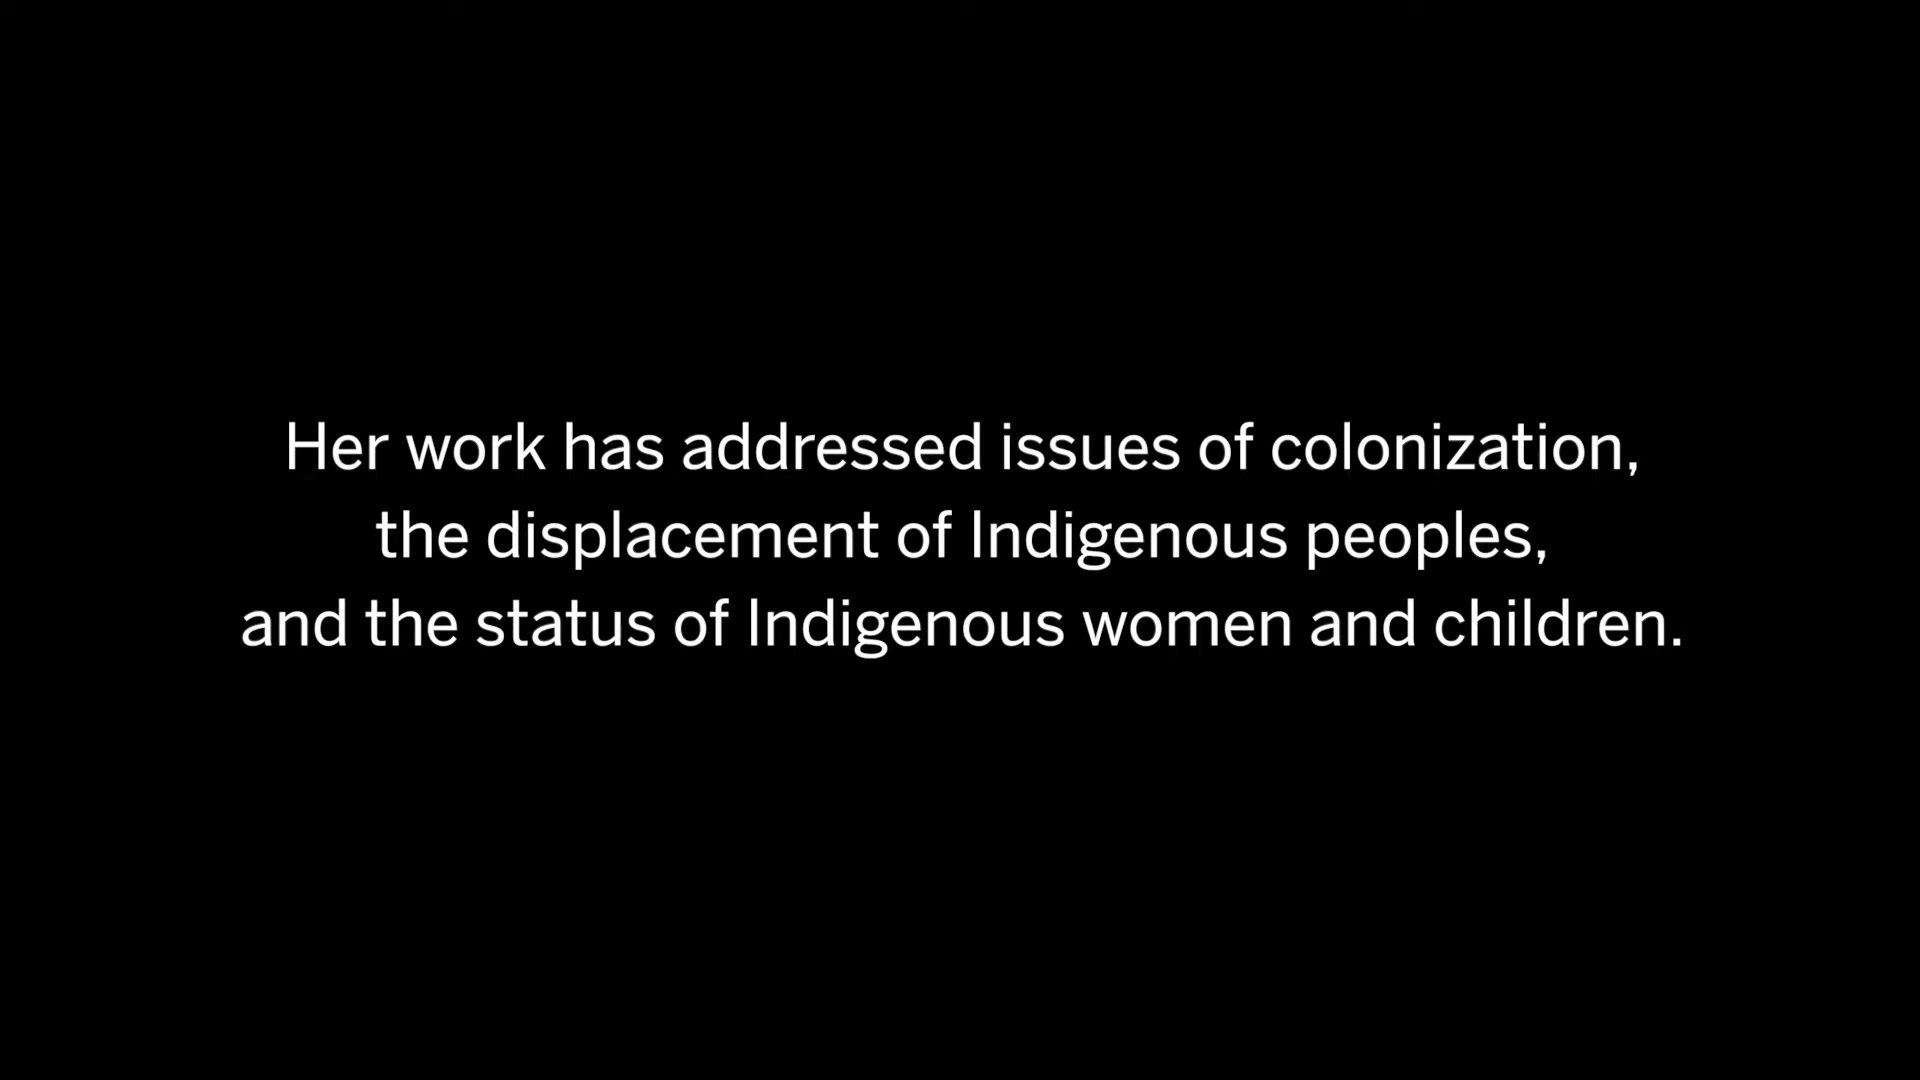 Her work has addressed issues of colonization,
the displacement of Indigenous peoples,
and the status of Indigenous women and children.